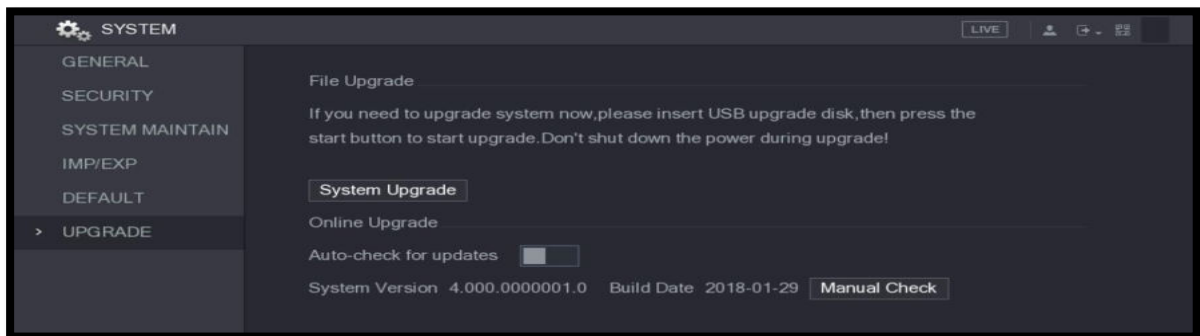 SYSTEM
LIVE
GENERAL
SECURITY
SYSTEM MAINTAIN
IMP/EXP
DEFAULT
> UPGRADE
File Upgrade
If you need to upgrade system now,please insert USB upgrade disk,then press the
start button to start upgrade.Don't shut down the power during upgrade!
System Upgrade
Online Upgrade
Auto-check for updates
System Version 4.000.0000001.0 Build Date 2018-01-29 Manual Check